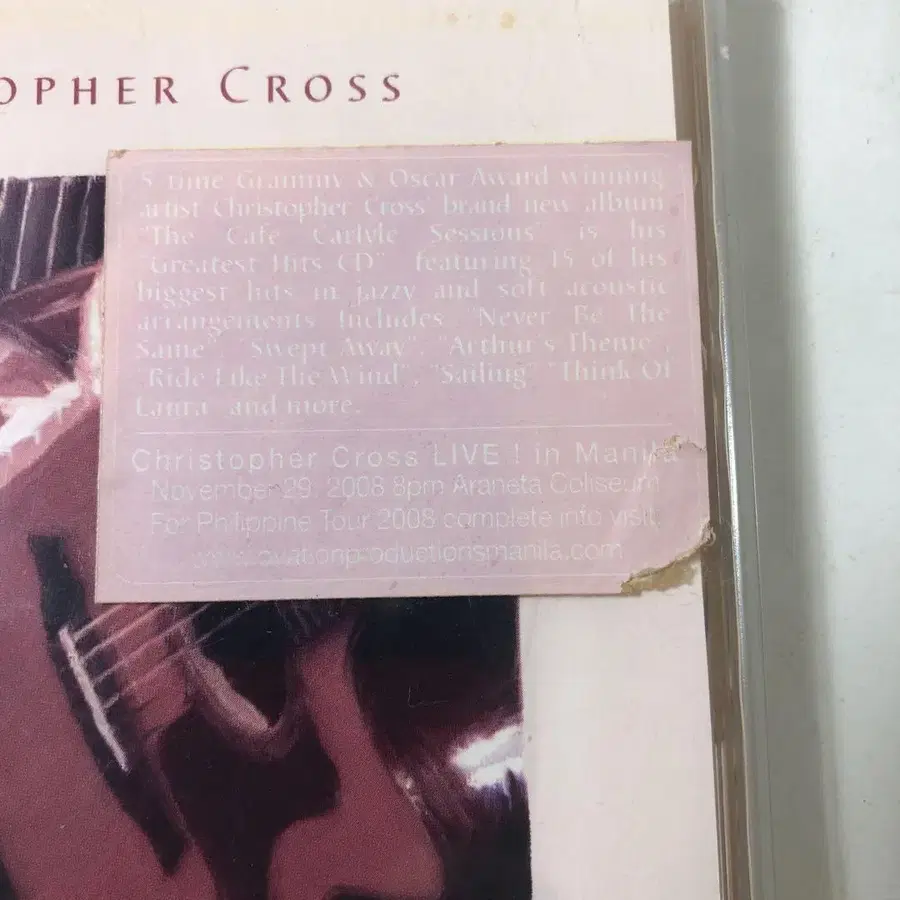 OPHER CROSS
5 time Grammy & Oscar Award winning
artist Christopher Cross' brand new album
"The Cafe Carlyle Sessions" is his
"Greatest Hits CD" featuring 15 of his
biggest hits in jazzy and soft acoustic
arrangements Includes "Never Be The
Same", "Swept Away", "Arthur's Theme",
"Ride Like The Wind", "Sailing" "Think Of
Laura" and more.
Christopher Cross LIVE ! in Manila
November 29, 2008 8pm Araneta Coliseum
For Philippine Tour 2008 complete info visit:
www.ovationproductionsmanila.com